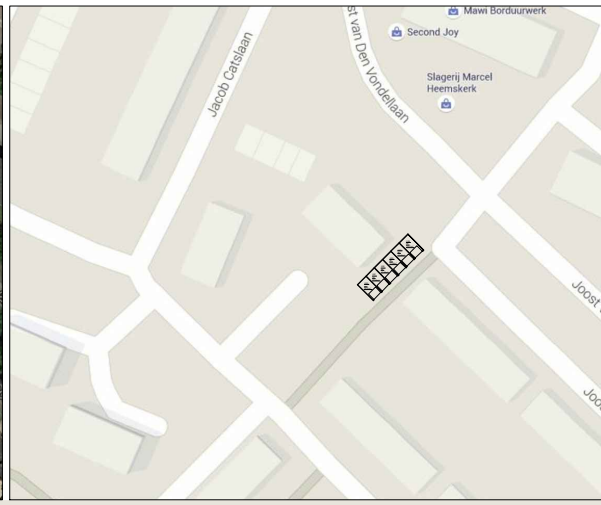 Mawi Borduurwerk
Second Joy
st van Den Vondellaan
Jacob Catslaan
Slagerij Marcel
Heemskerk
Joost
Joo